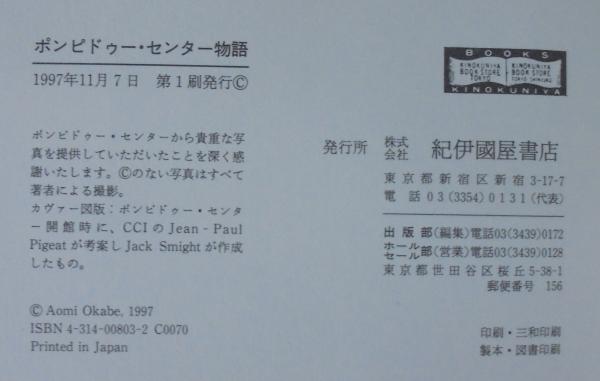 ポンピドゥー・センター物語
1997年11月7日　第1刷発行©
ポンピドゥー・センターから貴重な写
真を提供していただいたことを深く感
謝いたします。©のない写真はすべて
著者による撮影。
カヴァー図版：ポンピドゥー・センタ
ー開館時に、CCIのJean‐Paul
Pigeatが考案しJack Smightが作成
したもの。
© Aomi Okabe, 1997
ISBN 4-314-00803-2 C0070
Printed in Japan
BOOKS
KINOKUNIYA BOOK STORE TOKYO
KINOKUNIYA BOOK STORE TOKYO SHINJUKU
KINOKUNIYA
発行所　株式会社　紀伊國屋書店
東京都新宿区新宿3-17-7
電話 03(3354)0131(代表)
出版部(編集)電話03(3439)0172
ホールセール部(営業)電話03(3439)0128
東京都世田谷区桜丘5-38-1
郵便番号 156
印刷・三和印刷
製本・図書印刷